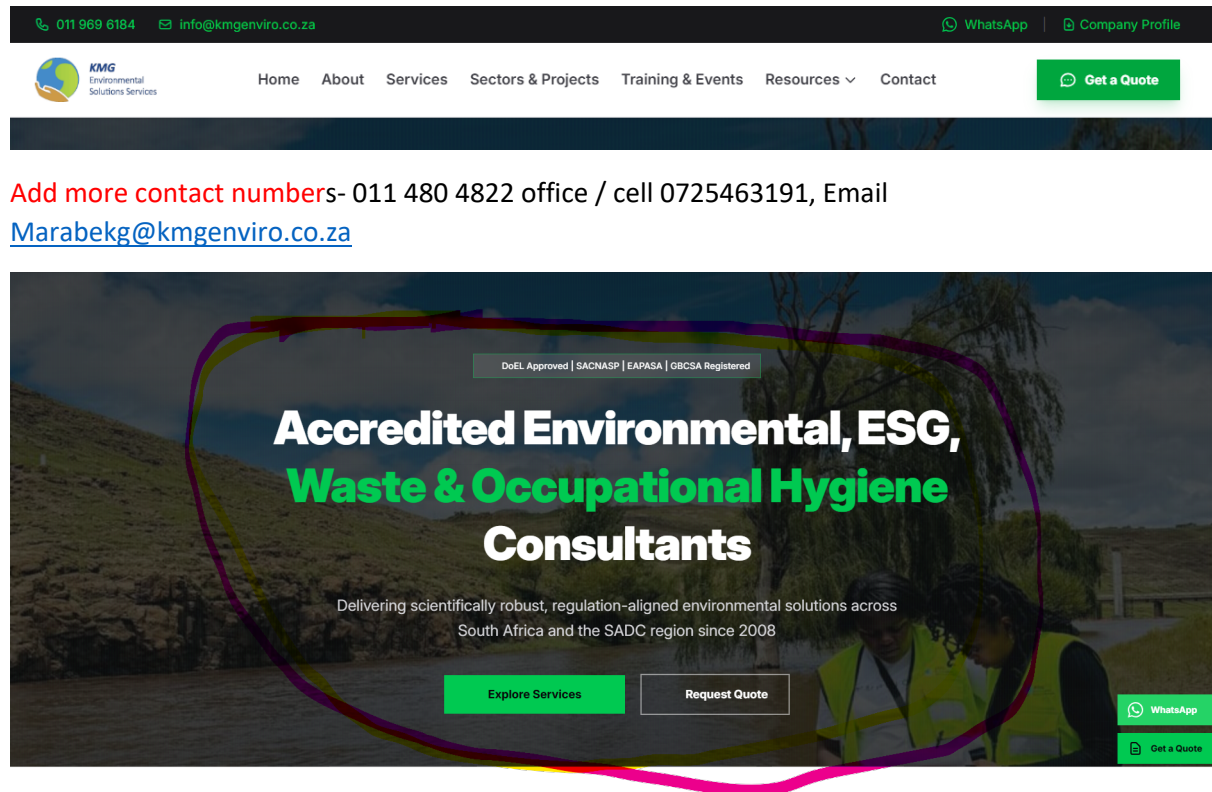 011 969 6184 info@kmgenviro.co.za WhatsApp Company Profile
KMG
Environmental
Solutions Services
Home About Services Sectors & Projects Training & Events Resources Contact Get a Quote
Add more contact numbers- 011 480 4822 office / cell 0725463191, Email
Marabekg@kmgenviro.co.za
DoEL Approved | SACNASP | EAPASA | GBCSA Registered
Accredited Environmental, ESG,
Waste & Occupational Hygiene
Consultants
Delivering scientifically robust, regulation-aligned environmental solutions across
South Africa and the SADC region since 2008
Explore Services Request Quote
WhatsApp
Get a Quote